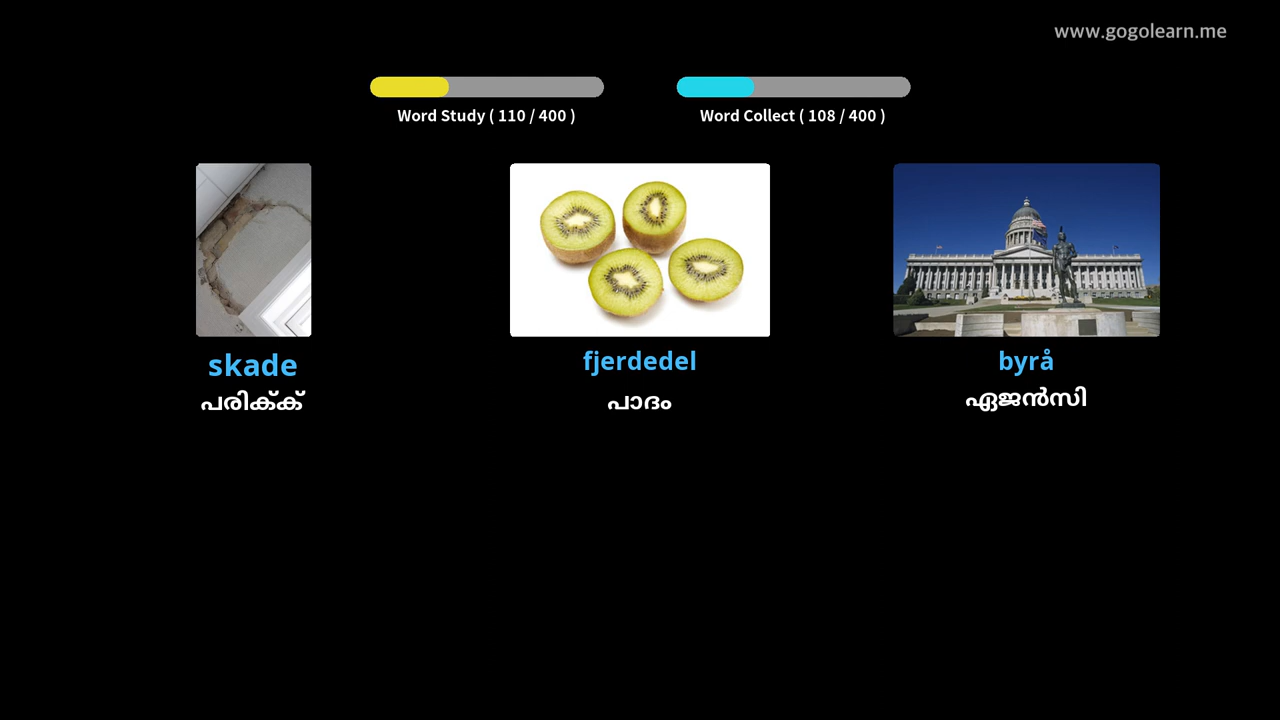 www.gogolearn.me
Word Study ( 110 / 400 )
Word Collect ( 108 / 400 )
skade
fjerdedel
byrå
പരിക്ക്
പാദം
ഏജൻസി